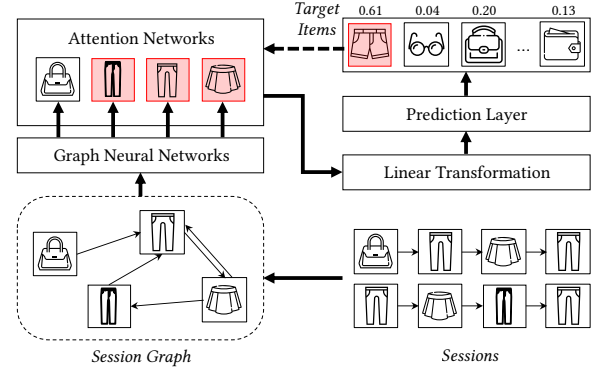 Target
Items
0.61 0.04 0.20 0.13
Attention Networks
...
Prediction Layer
Graph Neural Networks
Linear Transformation
Session Graph
Sessions